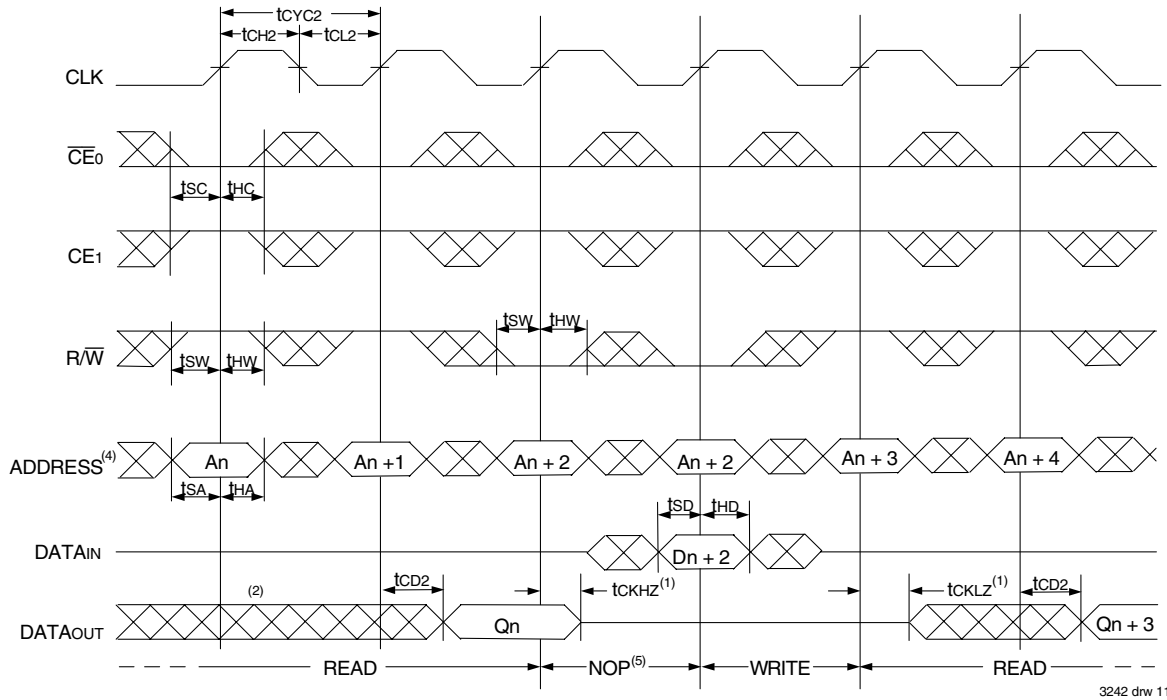 tCYC2
tCH2 tCL2
CLK
CE0
tSC tHC
CE1
tSW tHW
R/W
tSW tHW
ADDRESS(4) An An +1 An + 2 An + 2 An + 3 An + 4
tSA tHA
tSD tHD
DATAIN Dn + 2
tCD2 tCKHZ(1) tCKLZ(1) tCD2
(2)
DATAOUT Qn Qn + 3
READ NOP(5) WRITE READ
3242 drw 11